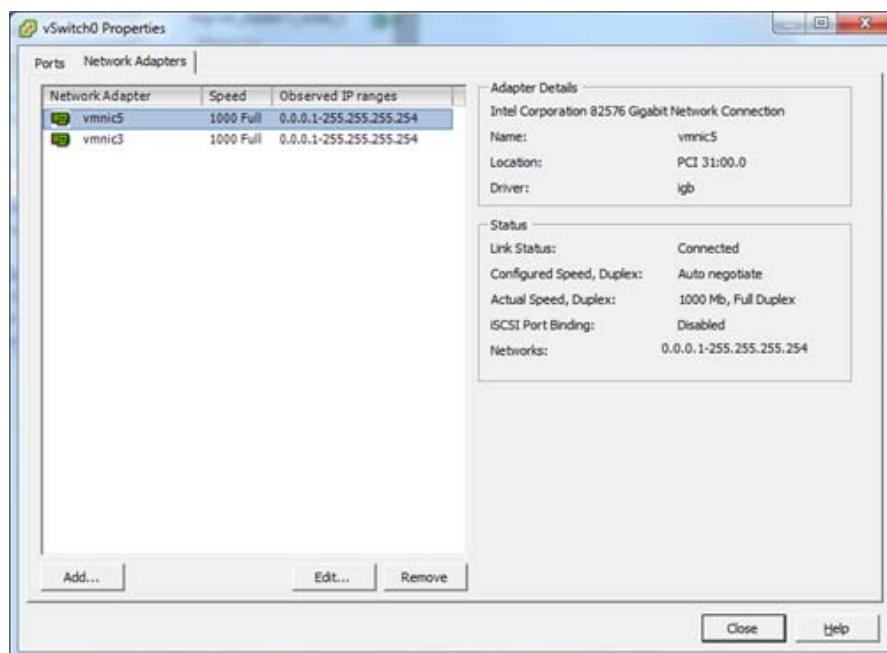 vSwitch0 Properties
Ports Network Adapters
Network Adapter Speed Observed IP ranges
vmnic5 1000 Full 0.0.0.1-255.255.255.254
vmnic3 1000 Full 0.0.0.1-255.255.255.254
Adapter Details
Intel Corporation 82576 Gigabit Network Connection
Name: vmnic5
Location: PCI 31:00.0
Driver: igb
Status
Link Status: Connected
Configured Speed, Duplex: Auto negotiate
Actual Speed, Duplex: 1000 Mb, Full Duplex
iSCSI Port Binding: Disabled
Networks: 0.0.0.1-255.255.255.254
Add... Edit... Remove
Close Help